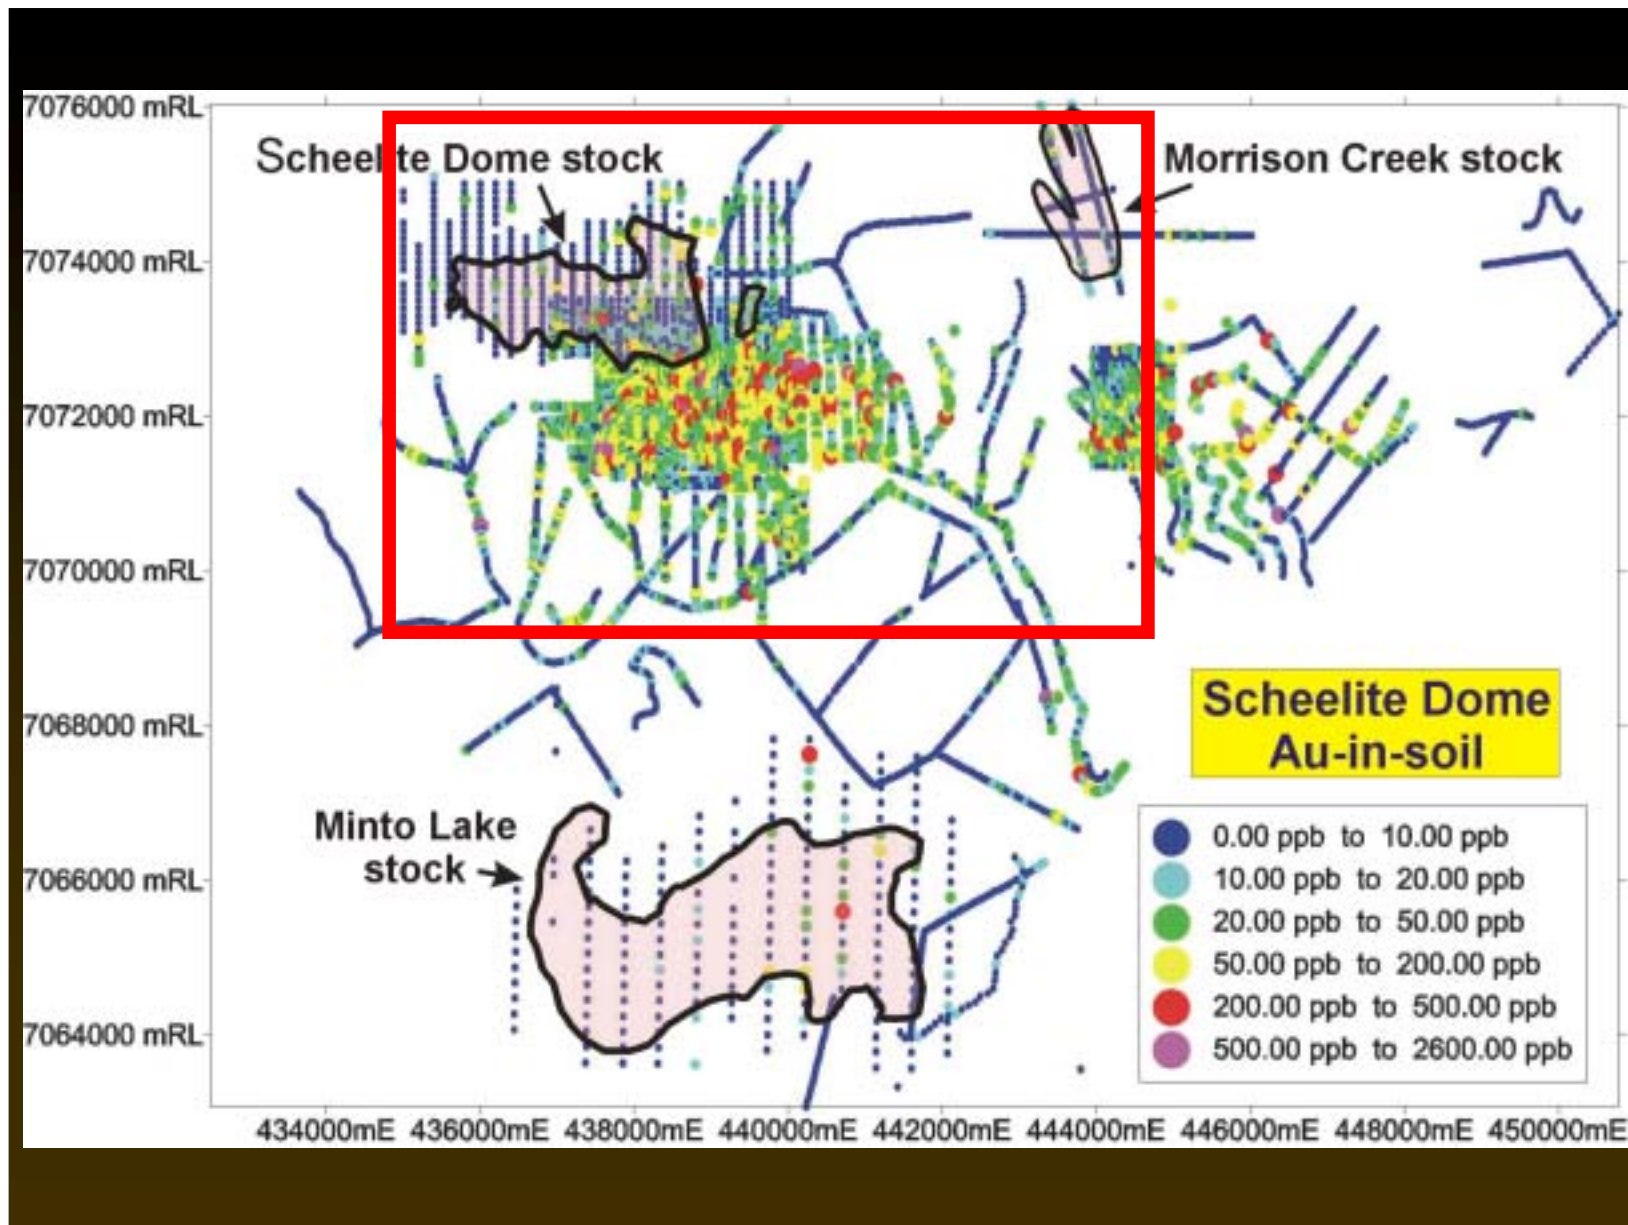 7076000 mRL
Scheelite Dome stock
Morrison Creek stock
7074000 mRL
7072000 mRL
7070000 mRL
7068000 mRL
Scheelite Dome
Au-in-soil
Minto Lake
stock
7066000 mRL
7064000 mRL
0.00 ppb to 10.00 ppb
10.00 ppb to 20.00 ppb
20.00 ppb to 50.00 ppb
50.00 ppb to 200.00 ppb
200.00 ppb to 500.00 ppb
500.00 ppb to 2600.00 ppb
434000mE 436000mE 438000mE 440000mE 442000mE 444000mE 446000mE 448000mE 450000mE